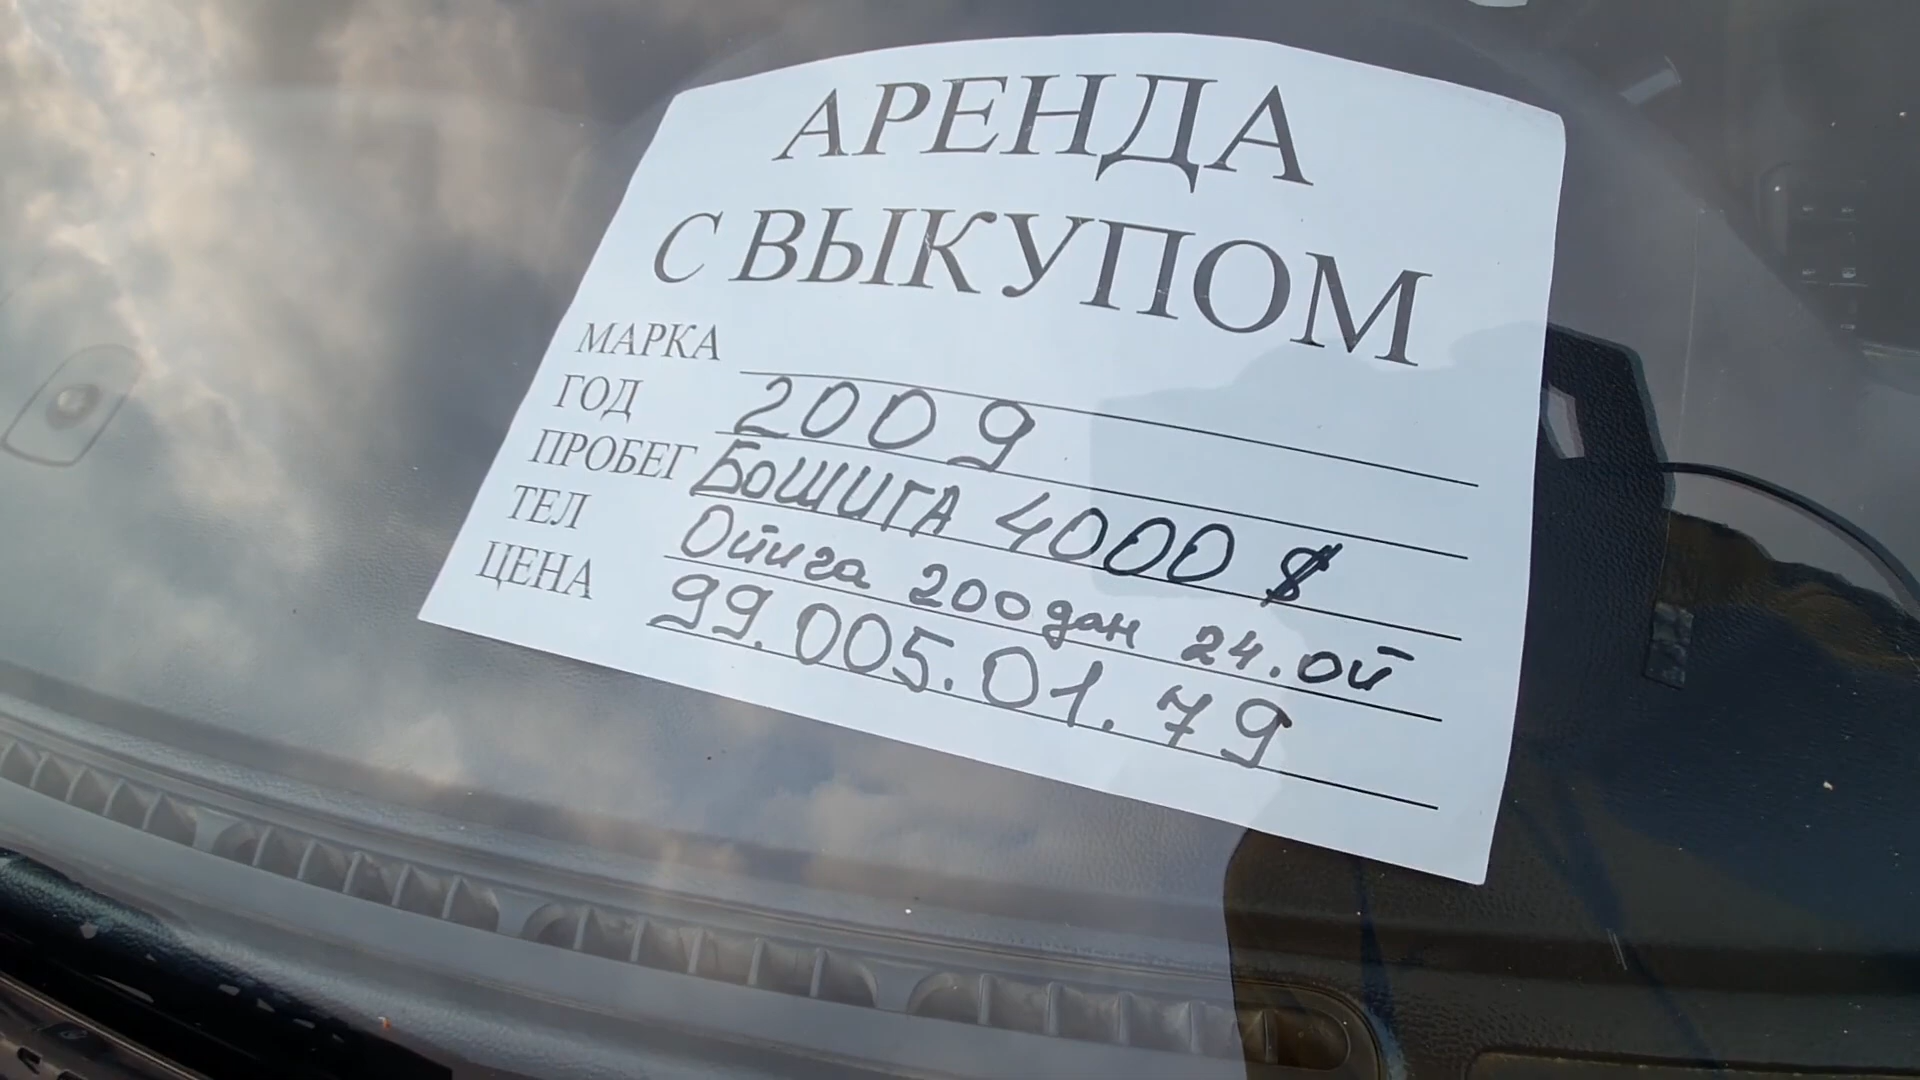 АРЕНДА
С ВЫКУПОМ
МАРКА
ГОД 2009
ПРОБЕГ БОШИГА 4000 $
ТЕЛ Ойига 200дан 24.ой
ЦЕНА 99.005.01.79